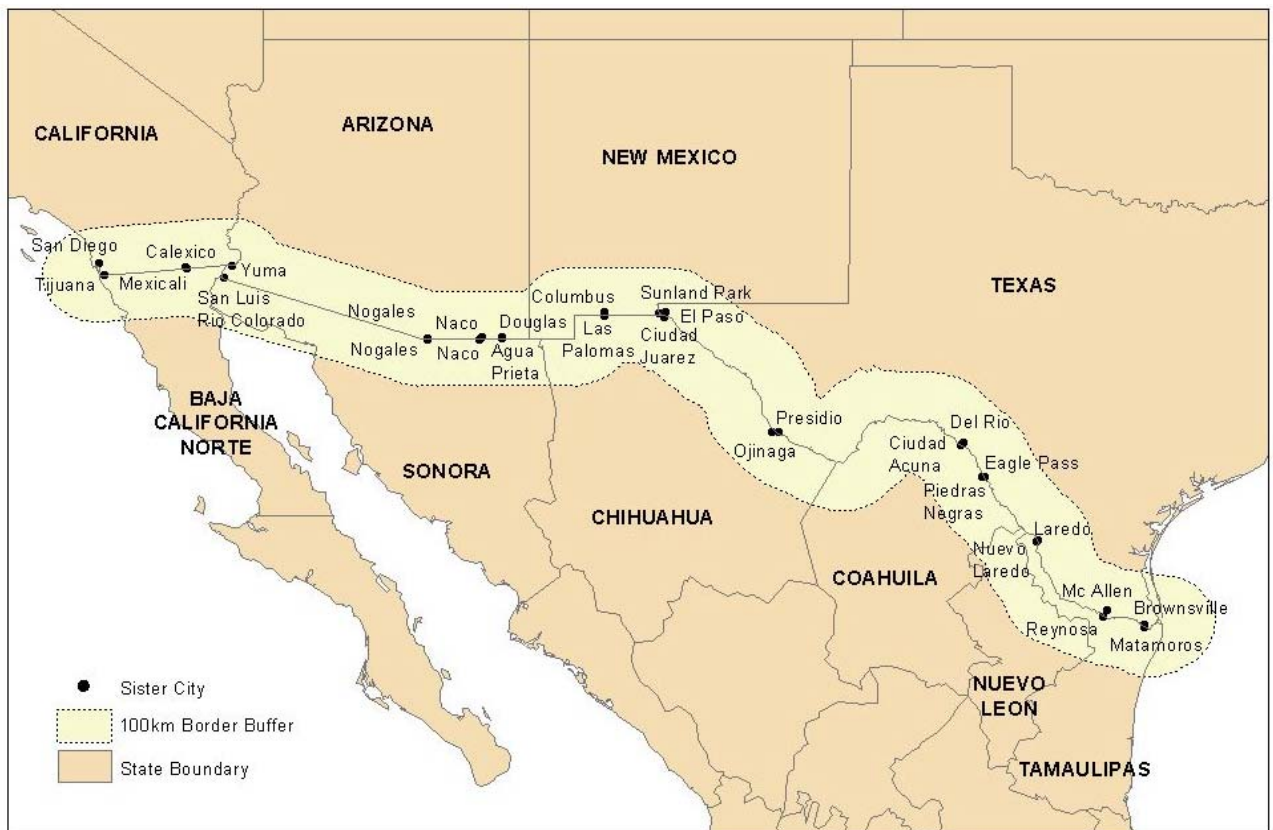 CALIFORNIA
ARIZONA
NEW MEXICO
TEXAS
San Diego
Calexico
Yuma
Tijuana
Mexicali
San Luis
Rio Colorado
Nogales
Nogales
Naco
Naco
Douglas
Agua
Prieta
Columbus
Las
Palomas
Sunland Park
El Paso
Ciudad
Juarez
Presidio
Ojinaga
Del Rio
Ciudad
Acuna
Eagle Pass
Piedras
Negras
Laredo
Nuevo
Laredo
Mc Allen
Reynosa
Brownsville
Matamoros
BAJA
CALIFORNIA
NORTE
SONORA
CHIHUAHUA
COAHUILA
NUEVO
LEON
TAMAULIPAS
Sister City
100km Border Buffer
State Boundary